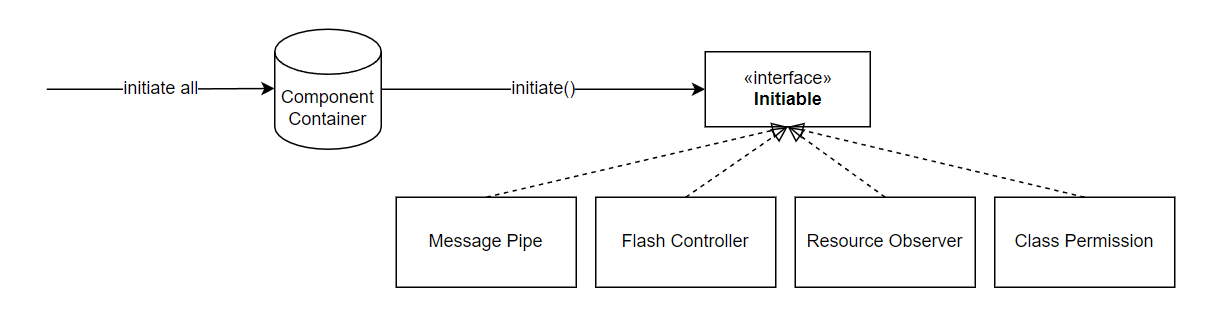 initiate all
Component
Container
initiate()
«interface»
Initiable
Message Pipe
Flash Controller
Resource Observer
Class Permission